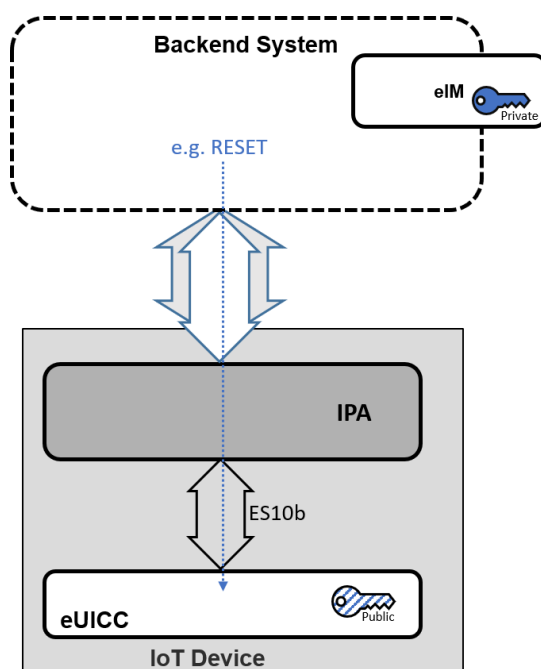 Backend System
eIM
Private
e.g. RESET
IPA
ES10b
eUICC
Public
IoT Device